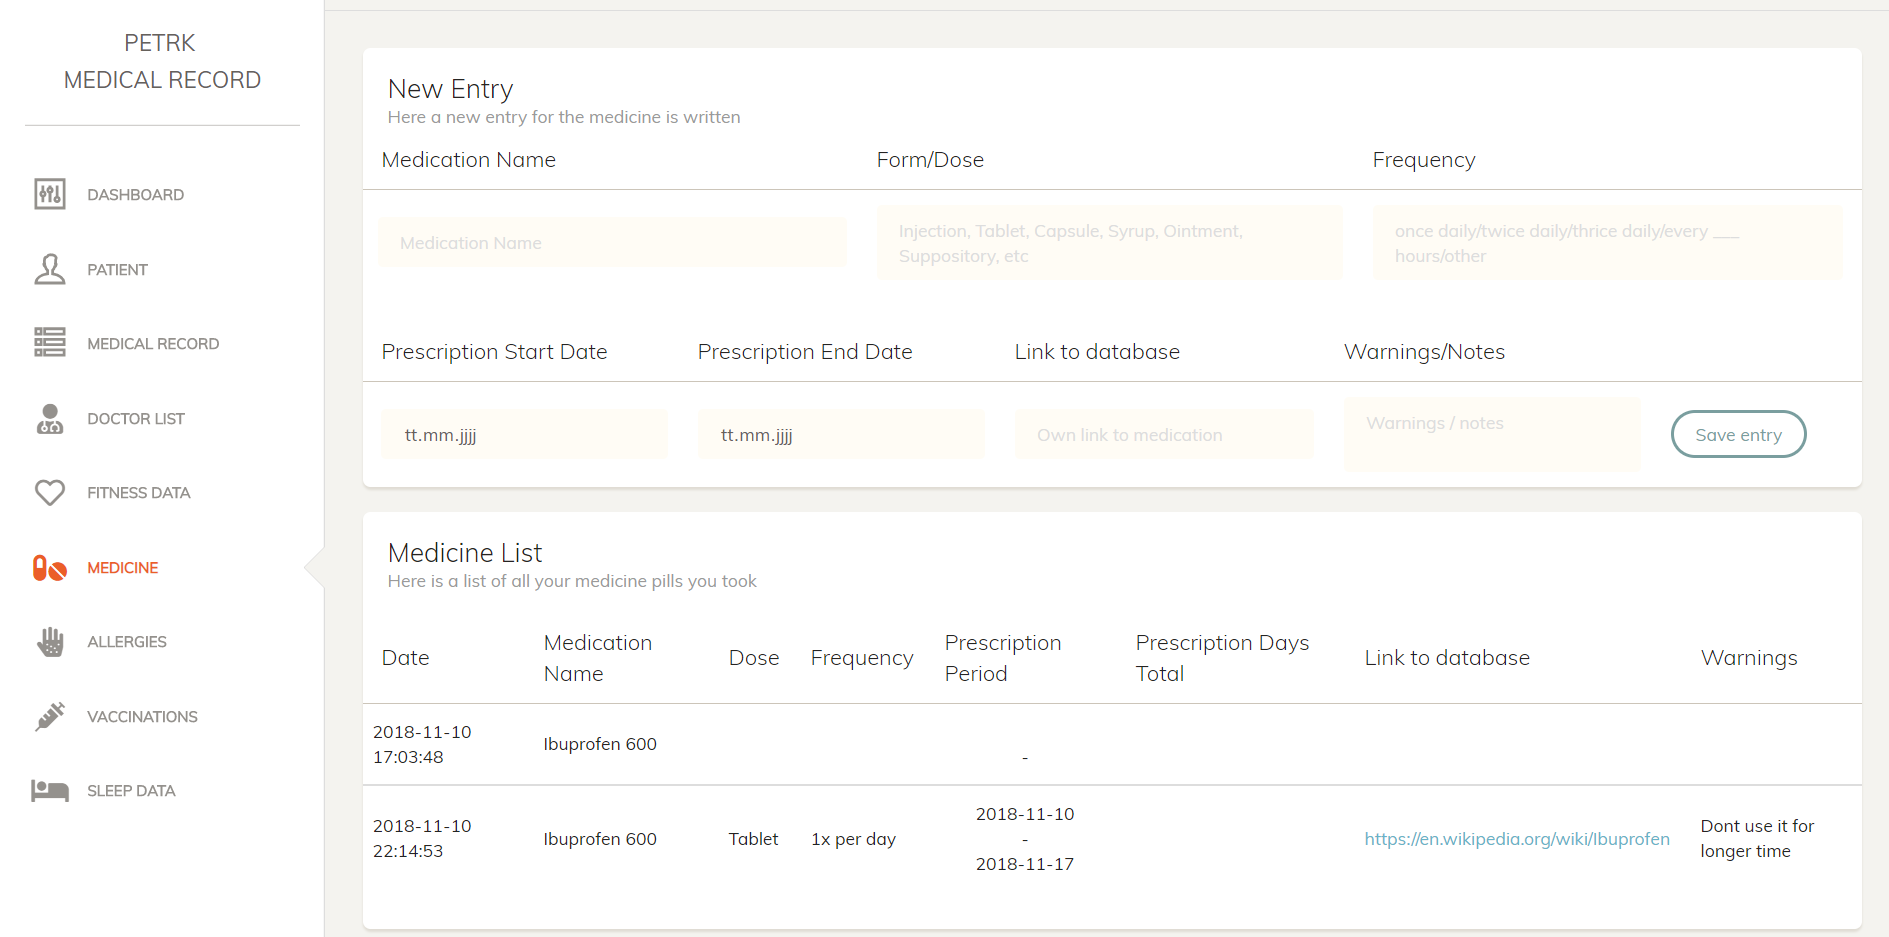 PETRK
MEDICAL RECORD
DASHBOARD
PATIENT
MEDICAL RECORD
DOCTOR LIST
FITNESS DATA
MEDICINE
ALLERGIES
VACCINATIONS
SLEEP DATA
New Entry
Here a new entry for the medicine is written
Medication Name Form/Dose Frequency
Medication Name
Injection, Tablet, Capsule, Syrup, Ointment,
Suppository, etc
once daily/twice daily/thrice daily/every ___
hours/other
Prescription Start Date Prescription End Date Link to database Warnings/Notes
tt.mm.jjjj tt.mm.jjjj Own link to medication Warnings / notes Save entry
Medicine List
Here is a list of all your medicine pills you took
Date
Medication
Name
Dose
Frequency
Prescription
Period
Prescription Days
Total
Link to database
Warnings
2018-11-10
17:03:48
Ibuprofen 600
-
2018-11-10
22:14:53
Ibuprofen 600
Tablet
1x per day
2018-11-10
-
2018-11-17
https://en.wikipedia.org/wiki/Ibuprofen
Dont use it for
longer time